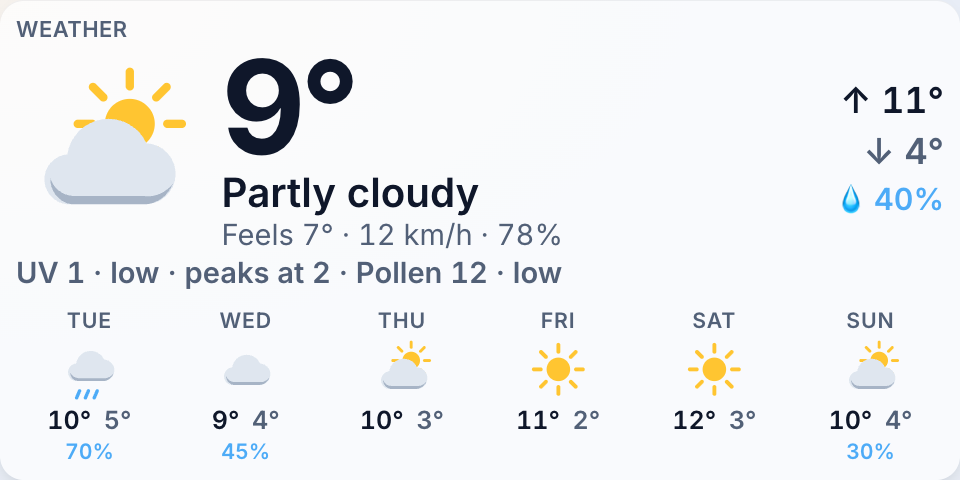 WEATHER
9°
↑ 11°
↓ 4°
💧 40%
Partly cloudy
Feels 7° · 12 km/h · 78%
UV 1 · low · peaks at 2 · Pollen 12 · low
TUE WED THU FRI SAT SUN
10° 5° 9° 4° 10° 3° 11° 2° 12° 3° 10° 4°
70% 45% 30%